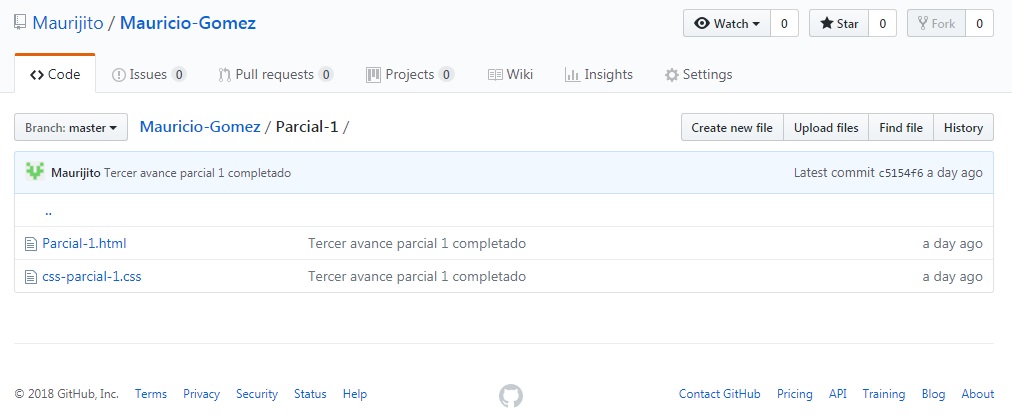 Maurijito / Mauricio-Gomez Watch 0 Star 0 Fork 0
Code Issues 0 Pull requests 0 Projects 0 Wiki Insights Settings
Branch: master Mauricio-Gomez / Parcial-1 / Create new file Upload files Find file History
Maurijito Tercer avance parcial 1 completado Latest commit c5154f6 a day ago
..
Parcial-1.html Tercer avance parcial 1 completado a day ago
css-parcial-1.css Tercer avance parcial 1 completado a day ago
© 2018 GitHub, Inc. Terms Privacy Security Status Help Contact GitHub Pricing API Training Blog About